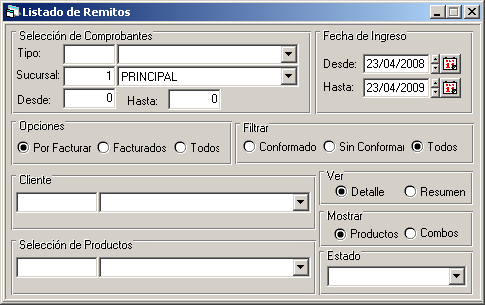 Listado de Remitos
Selección de Comprobantes
Tipo:
Sucursal: 1 PRINCIPAL
Desde: 0 Hasta: 0
Fecha de Ingreso
Desde: 23/04/2008
Hasta: 23/04/2009
Opciones
Por Facturar Facturados Todos
Filtrar
Conformado Sin Conformar Todos
Cliente
Ver
Detalle Resumen
Mostrar
Productos Combos
Selección de Productos
Estado